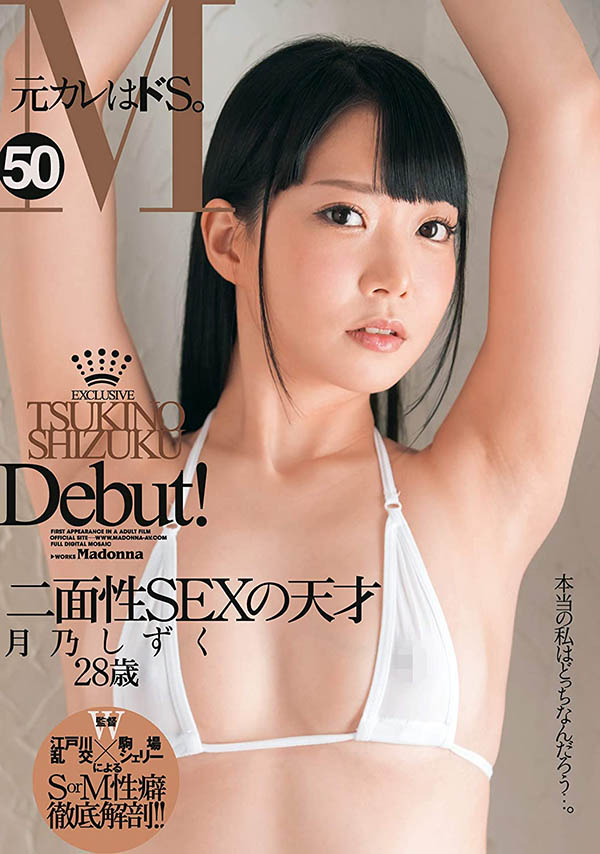 M
元カレはドS。
50
EXCLUSIVE
TSUKINO
SHIZUKU
Debut!
FIRST APPEARANCE IN A ADULT FILM
OFFICIAL SITE—WWW.MADONNA-AV.COM
FULL DIGITAL MOSAIC
▶WORKS Madonna
二面性SEXの天才
月乃しずく
28歳
本当の私はどっちなんだろう…。
W
監督
江戸川 × 駒場
乱交 シェリー
による
SorM性癖
徹底解剖!!